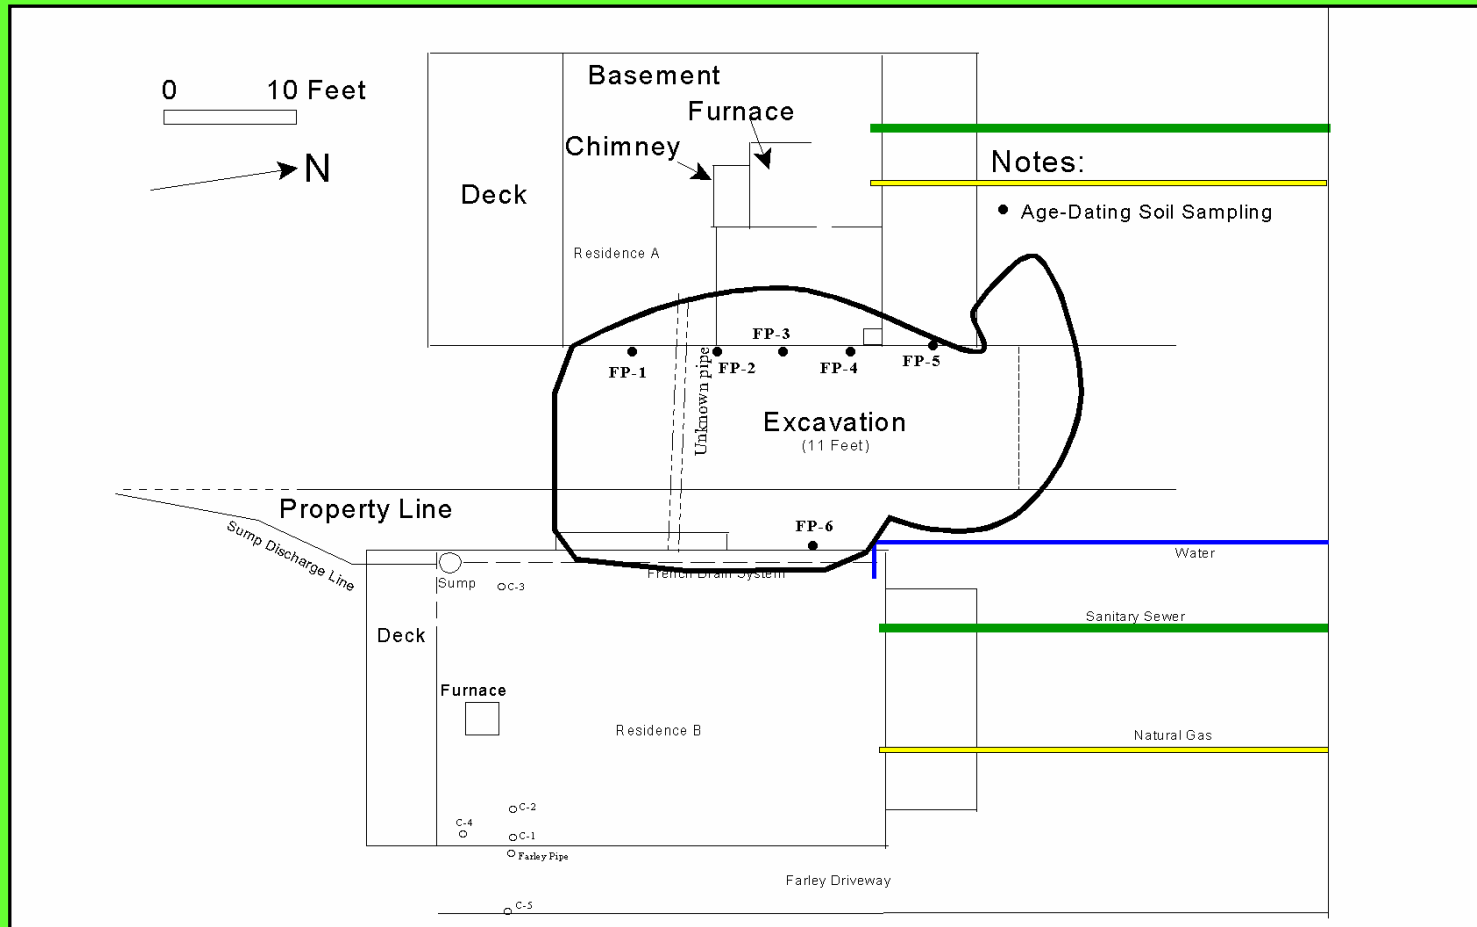 Basement
0 10 Feet
Furnace
Chimney
N
Notes:
Deck
Age-Dating Soil Sampling
Residence A
FP-3
FP-1
FP-2
FP-4
FP-5
Unknown pipe
Excavation
(11 Feet)
Property Line
FP-6
Sump Discharge Line
Water
French Drain System
Sump
C-3
Sanitary Sewer
Deck
Furnace
Residence B
Natural Gas
C-2
C-4
C-1
Farley Pipe
Farley Driveway
C-5